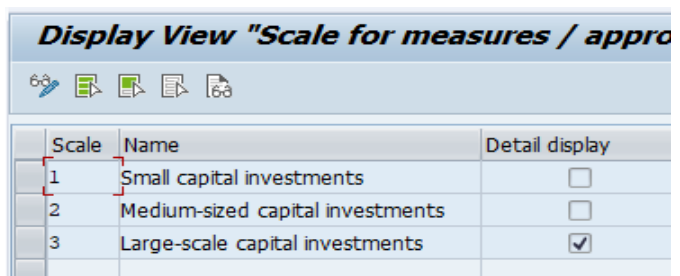 Display View "Scale for measures / appro
Scale Name Detail display
1 Small capital investments
2 Medium-sized capital investments
3 Large-scale capital investments